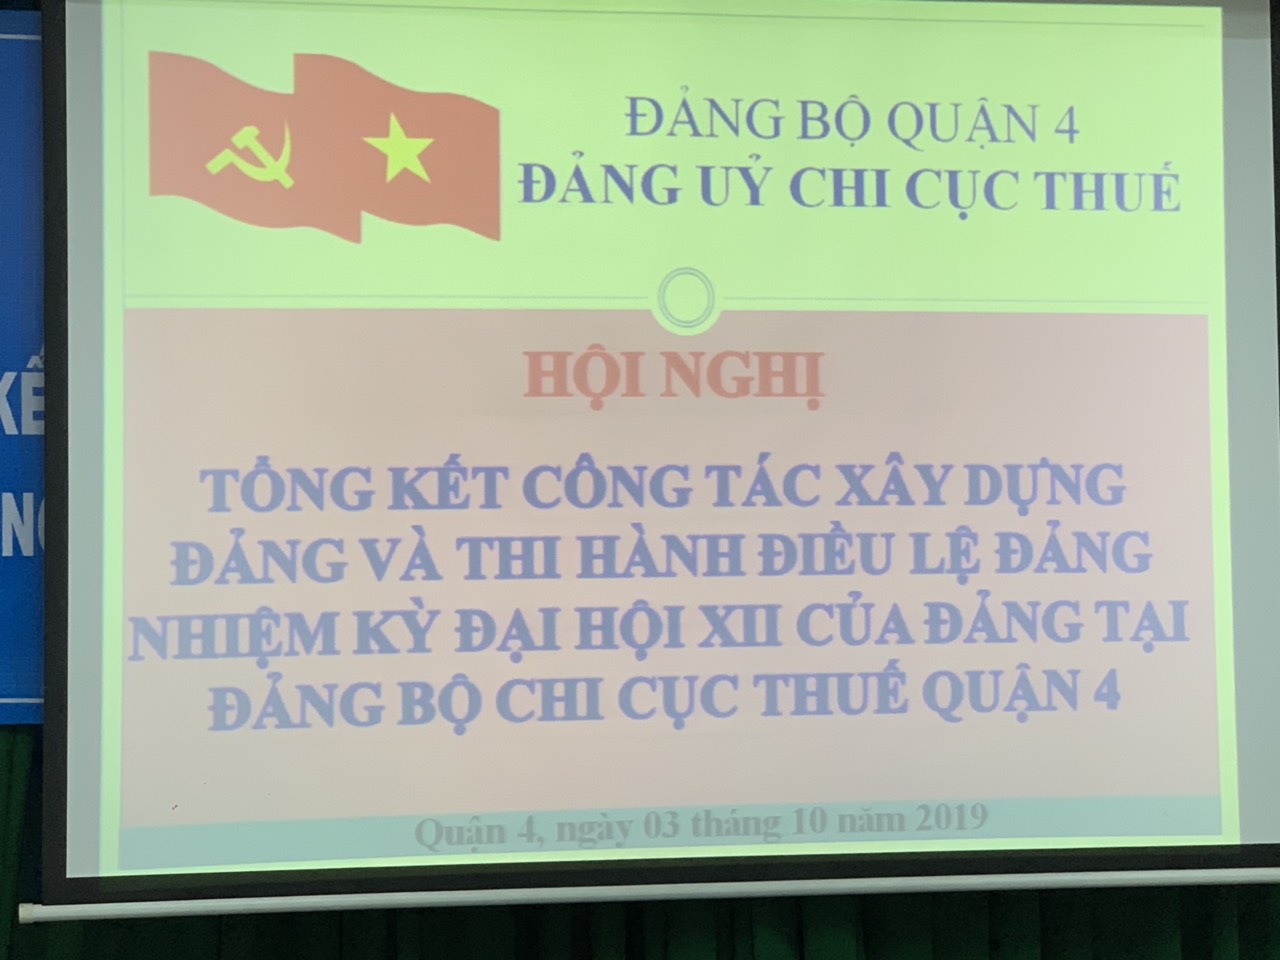 ĐẢNG BỘ QUẬN 4
ĐẢNG UỶ CHI CỤC THUẾ
HỘI NGHỊ
TỔNG KẾT CÔNG TÁC XÂY DỰNG
ĐẢNG VÀ THI HÀNH ĐIỀU LỆ ĐẢNG
NHIỆM KỲ ĐẠI HỘI XII CỦA ĐẢNG TẠI
ĐẢNG BỘ CHI CỤC THUẾ QUẬN 4
Quận 4, ngày 03 tháng 10 năm 2019